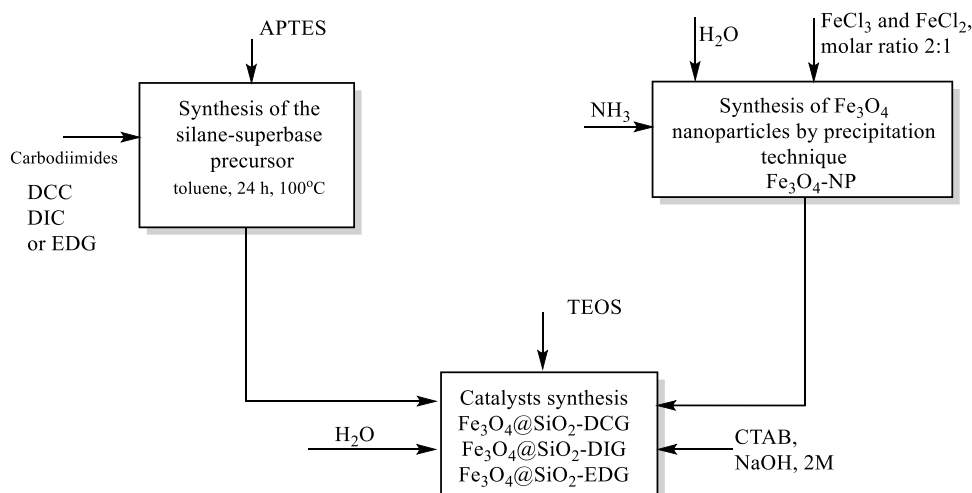 APTES
Synthesis of the
silane-superbase
precursor
toluene, 24 h, 100°C
Carbodiimides
DCC
DIC
or EDG
H₂O
FeCl₃ and FeCl₂,
molar ratio 2:1
NH₃
Synthesis of Fe₃O₄
nanoparticles by precipitation
technique
Fe₃O₄-NP
TEOS
Catalysts synthesis
Fe₃O₄@SiO₂-DCG
Fe₃O₄@SiO₂-DIG
Fe₃O₄@SiO₂-EDG
H₂O
CTAB,
NaOH, 2M